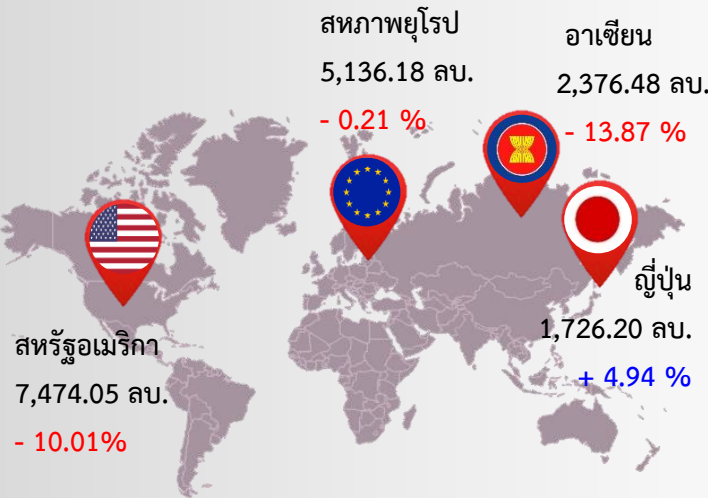 สหภาพยุโรป
5,136.18 ลบ.
- 0.21 %
อาเซียน
2,376.48 ลบ.
- 13.87 %
ญี่ปุ่น
1,726.20 ลบ.
+ 4.94 %
สหรัฐอเมริกา
7,474.05 ลบ.
- 10.01%